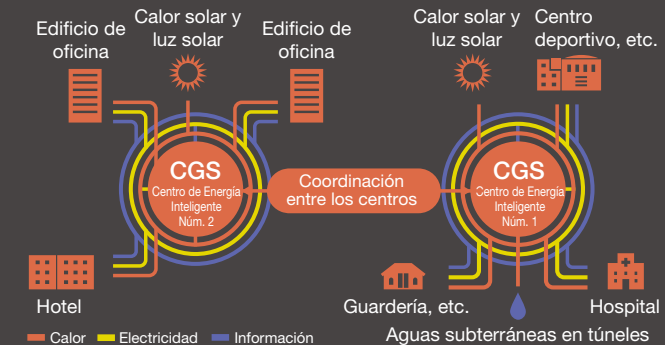 Edificio de
oficina
Calor solar y
luz solar
Edificio de
oficina
Calor solar y
luz solar
Centro
deportivo, etc.
CGS
Centro de Energía
Inteligente
Núm. 2
Coordinación
entre los centros
CGS
Centro de Energía
Inteligente
Núm. 1
Hotel
Guardería, etc.
Hospital
Aguas subterráneas en túneles
Calor
Electricidad
Información